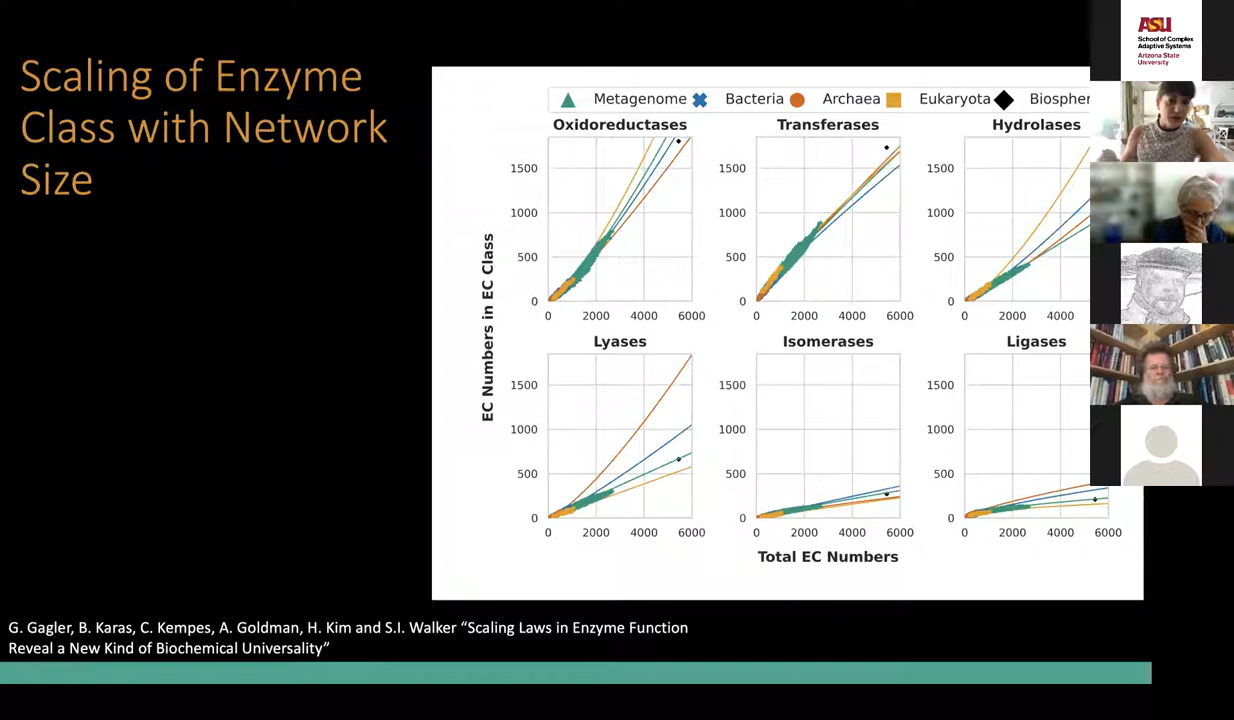 Scaling of Enzyme
Class with Network
Size
ASU
School of Complex
Adaptive Systems
Arizona State
University
Metagenome Bacteria Archaea Eukaryota Biospher
Oxidoreductases Transferases Hydrolases
EC Numbers in EC Class
1500 1500 1500
1000 1000 1000
500 500 500
0 0 0
0 2000 4000 6000 0 2000 4000 6000 0 2000 4000 6000
Lyases Isomerases Ligases
1500 1500 1500
1000 1000 1000
500 500 500
0 0 0
0 2000 4000 6000 0 2000 4000 6000 0 2000 4000 6000
Total EC Numbers
G. Gagler, B. Karas, C. Kempes, A. Goldman, H. Kim and S.I. Walker “Scaling Laws in Enzyme Function
Reveal a New Kind of Biochemical Universality”